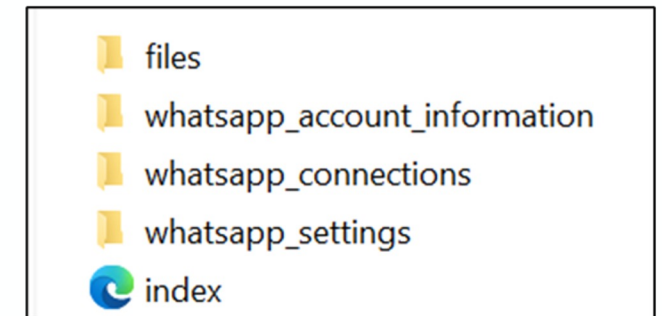 files
whatsapp_account_information
whatsapp_connections
whatsapp_settings
index